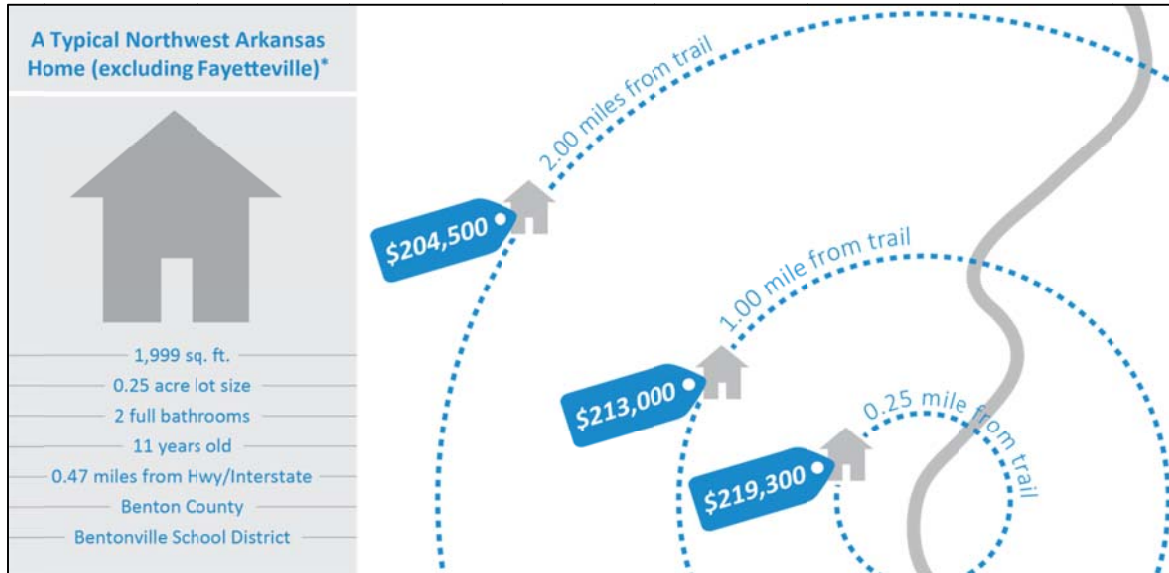 A Typical Northwest Arkansas
Home (excluding Fayetteville)*
1,999 sq. ft.
0.25 acre lot size
2 full bathrooms
11 years old
0.47 miles from Hwy/Interstate
Benton County
Bentonville School District
2.00 miles from trail
$204,500
1.00 mile from trail
$213,000
0.25 mile from trail
$219,300